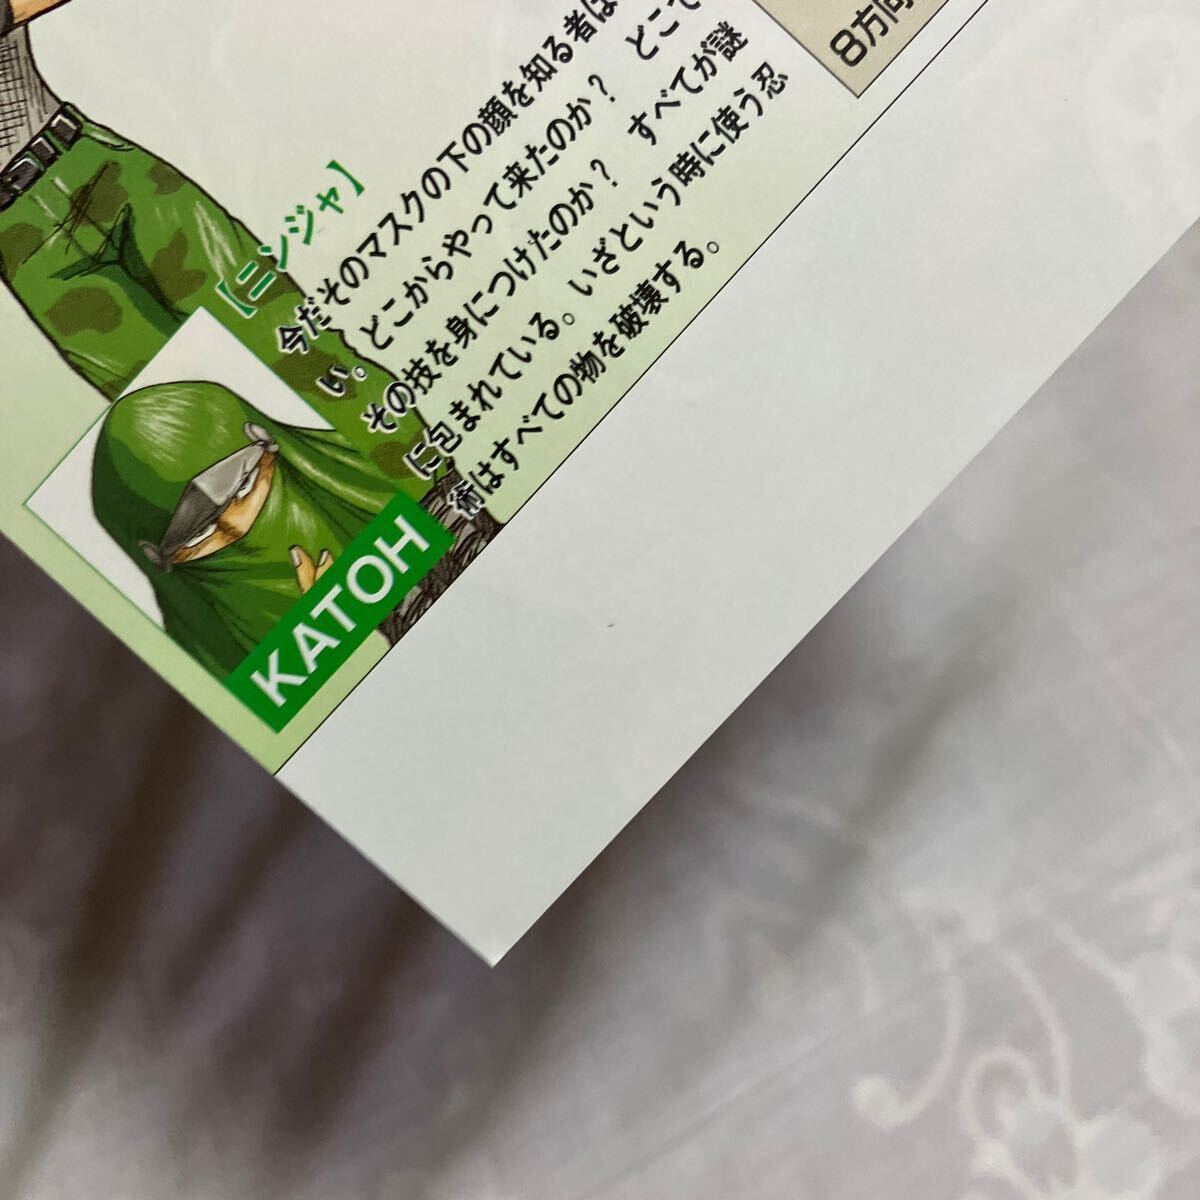 8方向
【ニンジャ】
今だそのマスクの下の顔を知る者は
い。どこからやって来たのか? どこで
その技を身につけたのか? すべてが謎
に包まれている。いざという時に使う忍
術はすべての物を破壊する。
KATOH